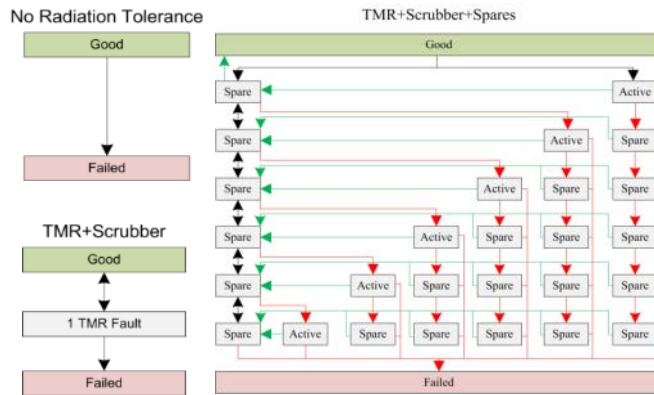 No Radiation Tolerance
Good
Failed
TMR+Scrubber
Good
1 TMR Fault
Failed
TMR+Scrubber+Spares
Good
Spare Active
Spare Active Spare
Spare Active Spare Spare
Spare Active Spare Spare Spare
Spare Active Spare Spare Spare Spare
Spare Active Spare Spare Spare Spare Spare
Failed